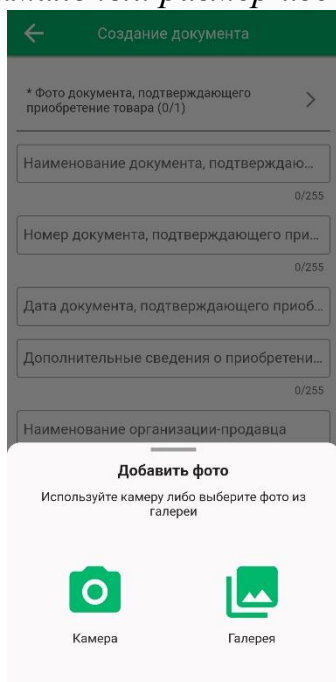 Создание документа
* Фото документа, подтверждающего
приобретение товара (0/1)
Наименование документа, подтверждаю...
0/255
Номер документа, подтверждающего при...
0/255
Дата документа, подтверждающего приоб...
Дополнительные сведения о приобретени...
0/255
Наименование организации-продавца
Добавить фото
Используйте камеру либо выберите фото из
галереи
Камера
Галерея